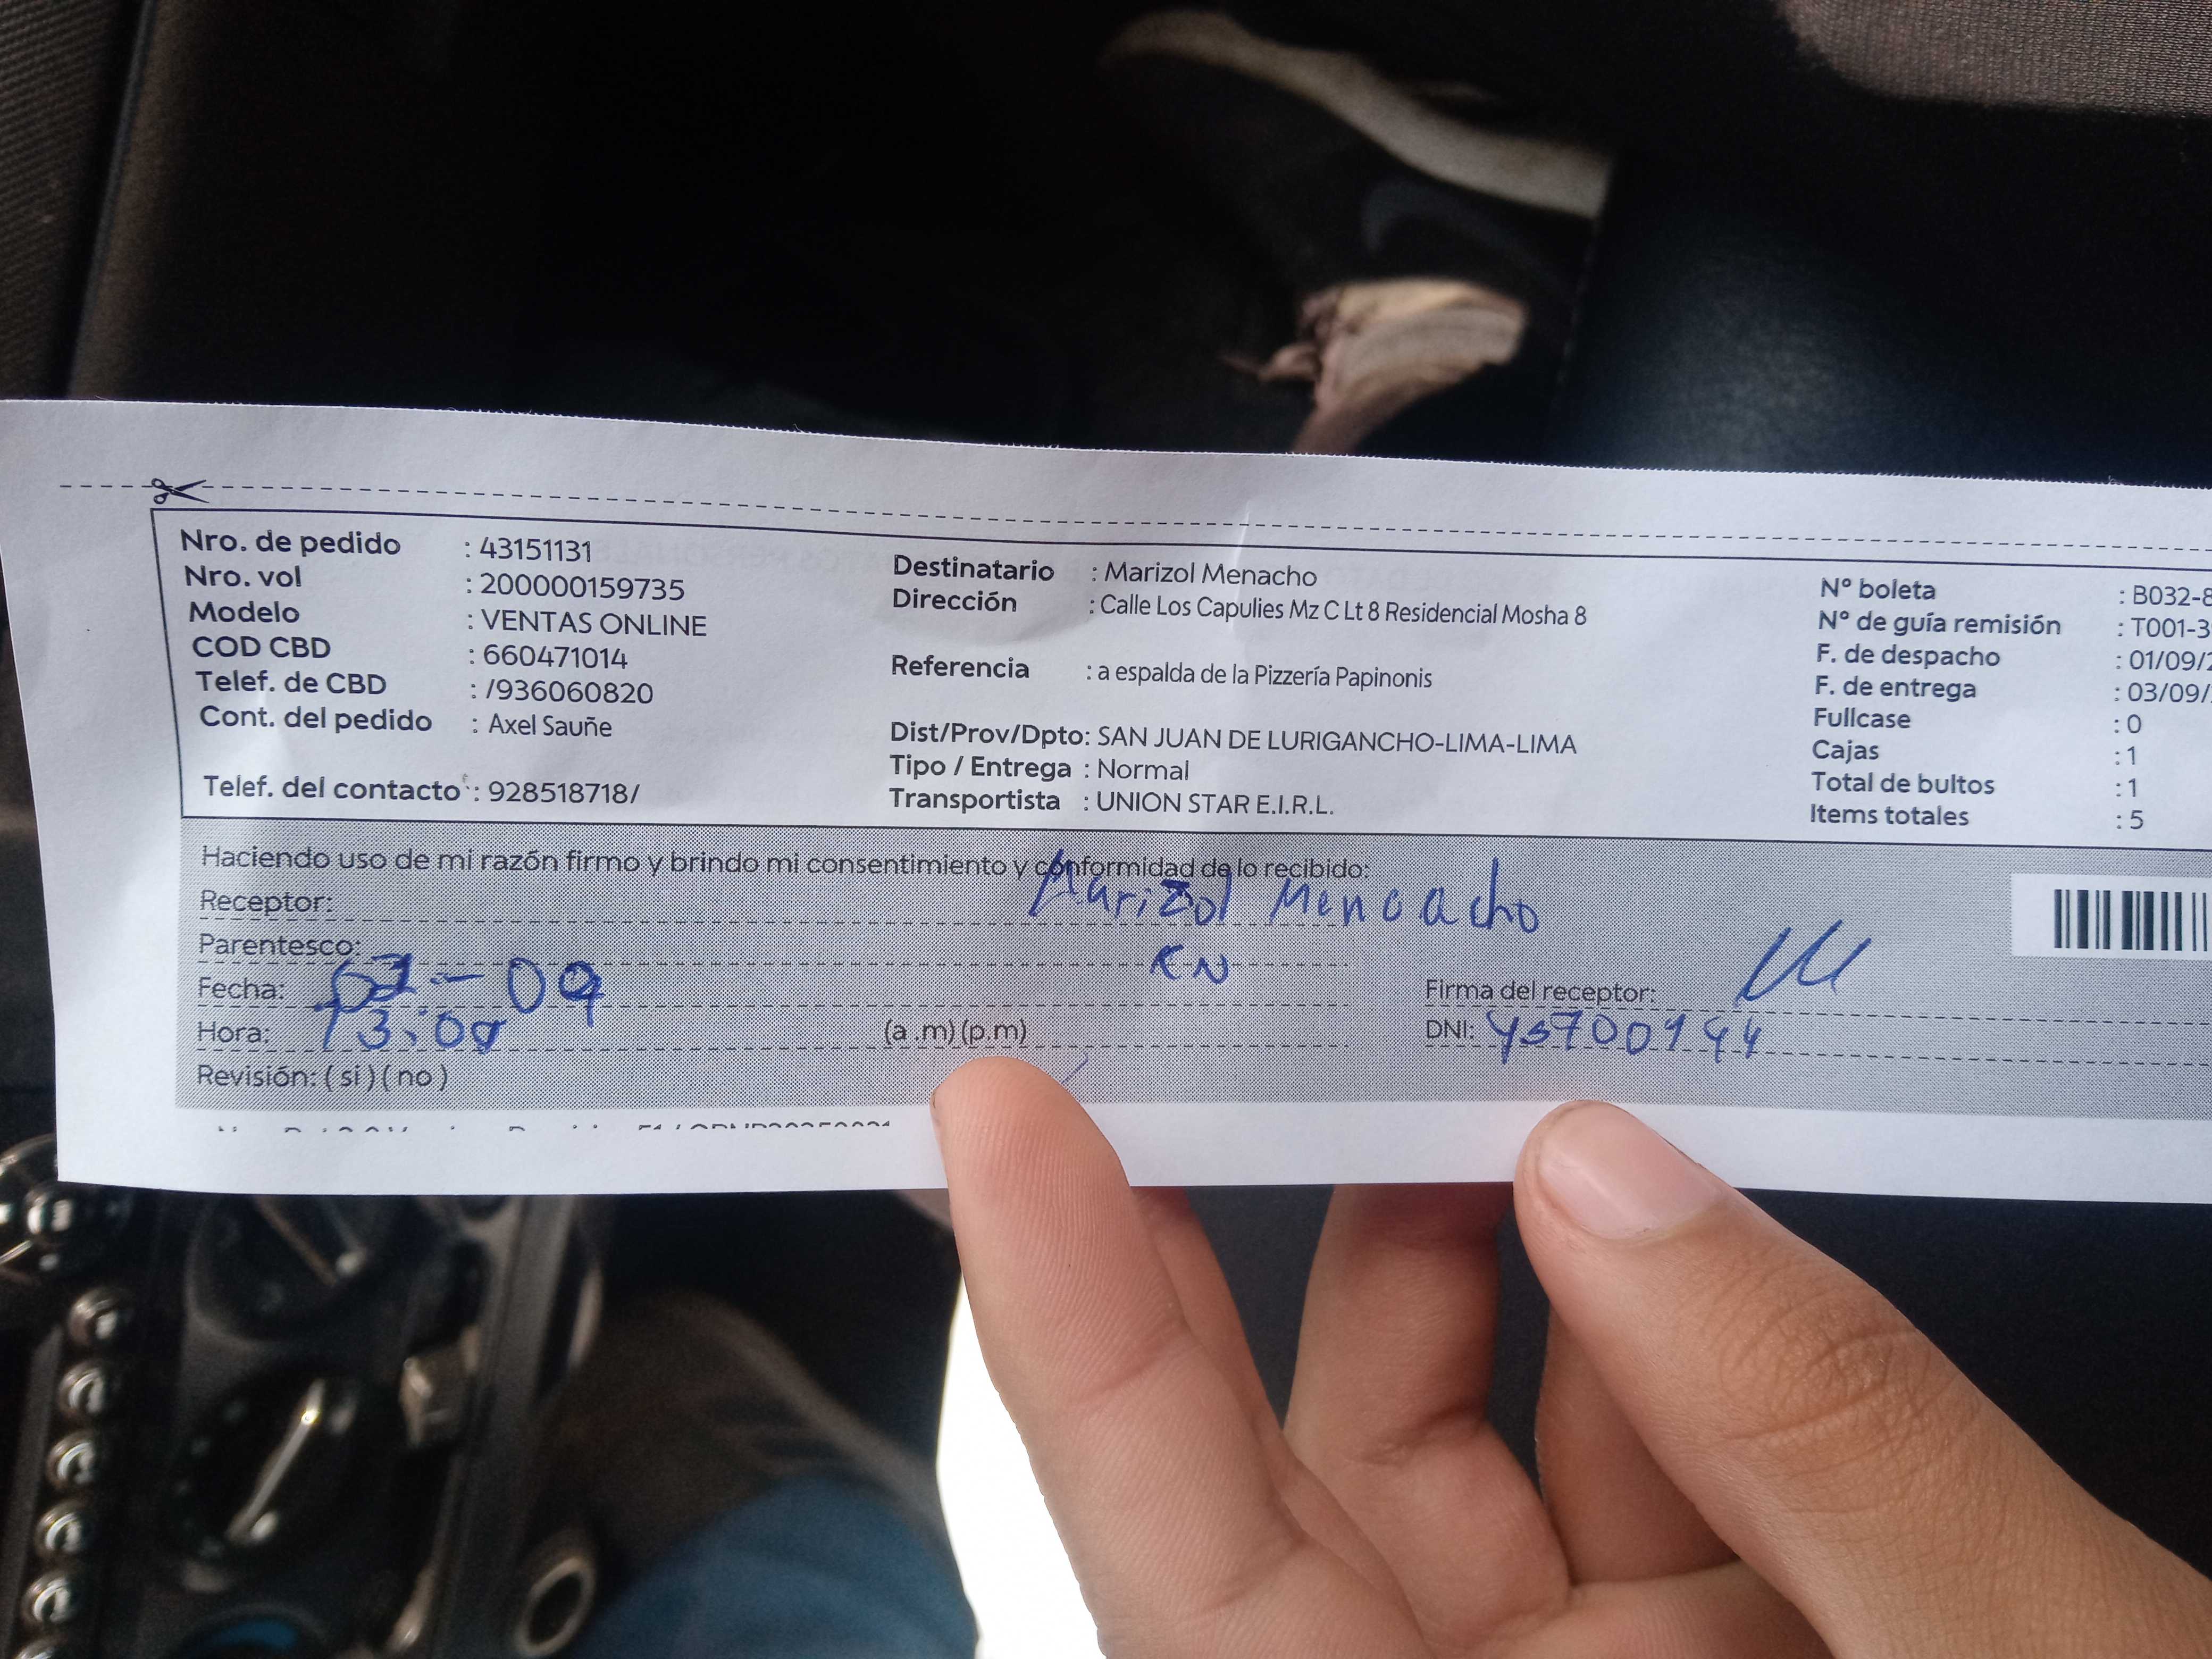 Nro. de pedido : 43151131
Nro. vol : 200000159735
Modelo : VENTAS ONLINE
COD CBD : 660471014
Telef. de CBD : /936060820
Cont. del pedido : Axel Sauñe
Telef. del contacto : 928518718/
Destinatario : Marizol Menacho
Dirección : Calle Los Capulies Mz C Lt 8 Residencial Mosha 8
Referencia : a espalda de la Pizzería Papinonis
Dist/Prov/Dpto: SAN JUAN DE LURIGANCHO-LIMA-LIMA
Tipo / Entrega : Normal
Transportista : UNION STAR E.I.R.L.
Nº boleta : B032-8
Nº de guía remisión : T001-3
F. de despacho : 01/09/2
F. de entrega : 03/09/
Fullcase : 0
Cajas : 1
Total de bultos : 1
Items totales : 5
Haciendo uso de mi razón firmo y brindo mi consentimiento y conformidad de lo recibido:
Receptor: Marizol Menoacho
Parentesco:
Fecha: 03-09
Firma del receptor:
Hora: 13:00 (a .m) (p.m)
DNI:
Revisión: ( si ) ( no )